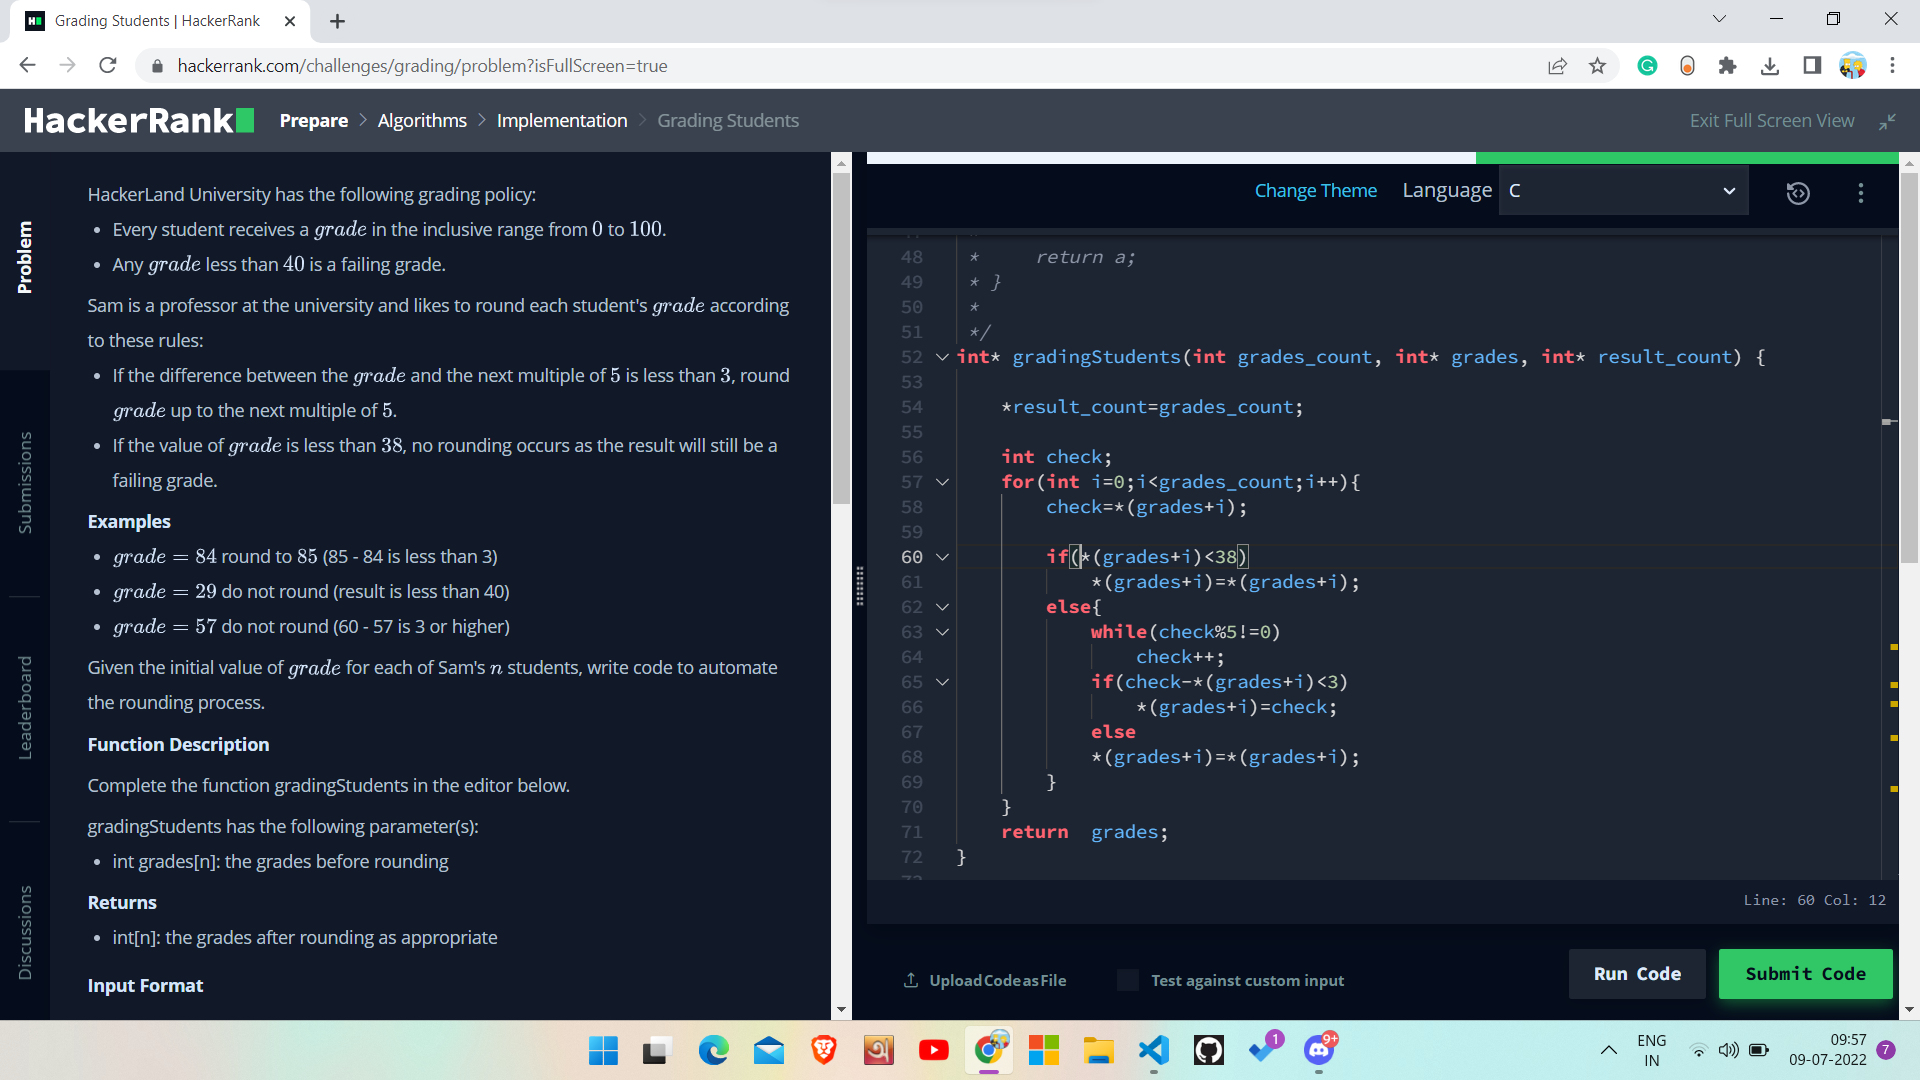 Grading Students | HackerRank
hackerrank.com/challenges/grading/problem?isFullScreen=true
HackerRank
Prepare > Algorithms > Implementation > Grading Students
Exit Full Screen View
Problem
Submissions
Leaderboard
Discussions
HackerLand University has the following grading policy:
• Every student receives a grade in the inclusive range from 0 to 100.
• Any grade less than 40 is a failing grade.
Sam is a professor at the university and likes to round each student's grade according
to these rules:
• If the difference between the grade and the next multiple of 5 is less than 3, round
grade up to the next multiple of 5.
• If the value of grade is less than 38, no rounding occurs as the result will still be a
failing grade.
Examples
• grade = 84 round to 85 (85 - 84 is less than 3)
• grade = 29 do not round (result is less than 40)
• grade = 57 do not round (60 - 57 is 3 or higher)
Given the initial value of grade for each of Sam's n students, write code to automate
the rounding process.
Function Description
Complete the function gradingStudents in the editor below.
gradingStudents has the following parameter(s):
• int grades[n]: the grades before rounding
Returns
• int[n]: the grades after rounding as appropriate
Input Format
Change Theme
Language
C
48 *     return a;
49 * }
50 *
51 */
52 int* gradingStudents(int grades_count, int* grades, int* result_count) {
53
54     *result_count=grades_count;
55
56     int check;
57     for(int i=0;i<grades_count;i++){
58         check=*(grades+i);
59
60         if(*(grades+i)<38)
61             *(grades+i)=*(grades+i);
62         else{
63             while(check%5!=0)
64                 check++;
65             if(check-*(grades+i)<3)
66                 *(grades+i)=check;
67             else
68             *(grades+i)=*(grades+i);
69         }
70     }
71     return  grades;
72 }
Line: 60 Col: 12
Upload Code as File
Test against custom input
Run Code
Submit Code
1
9+
ENG
IN
09:57
09-07-2022
7